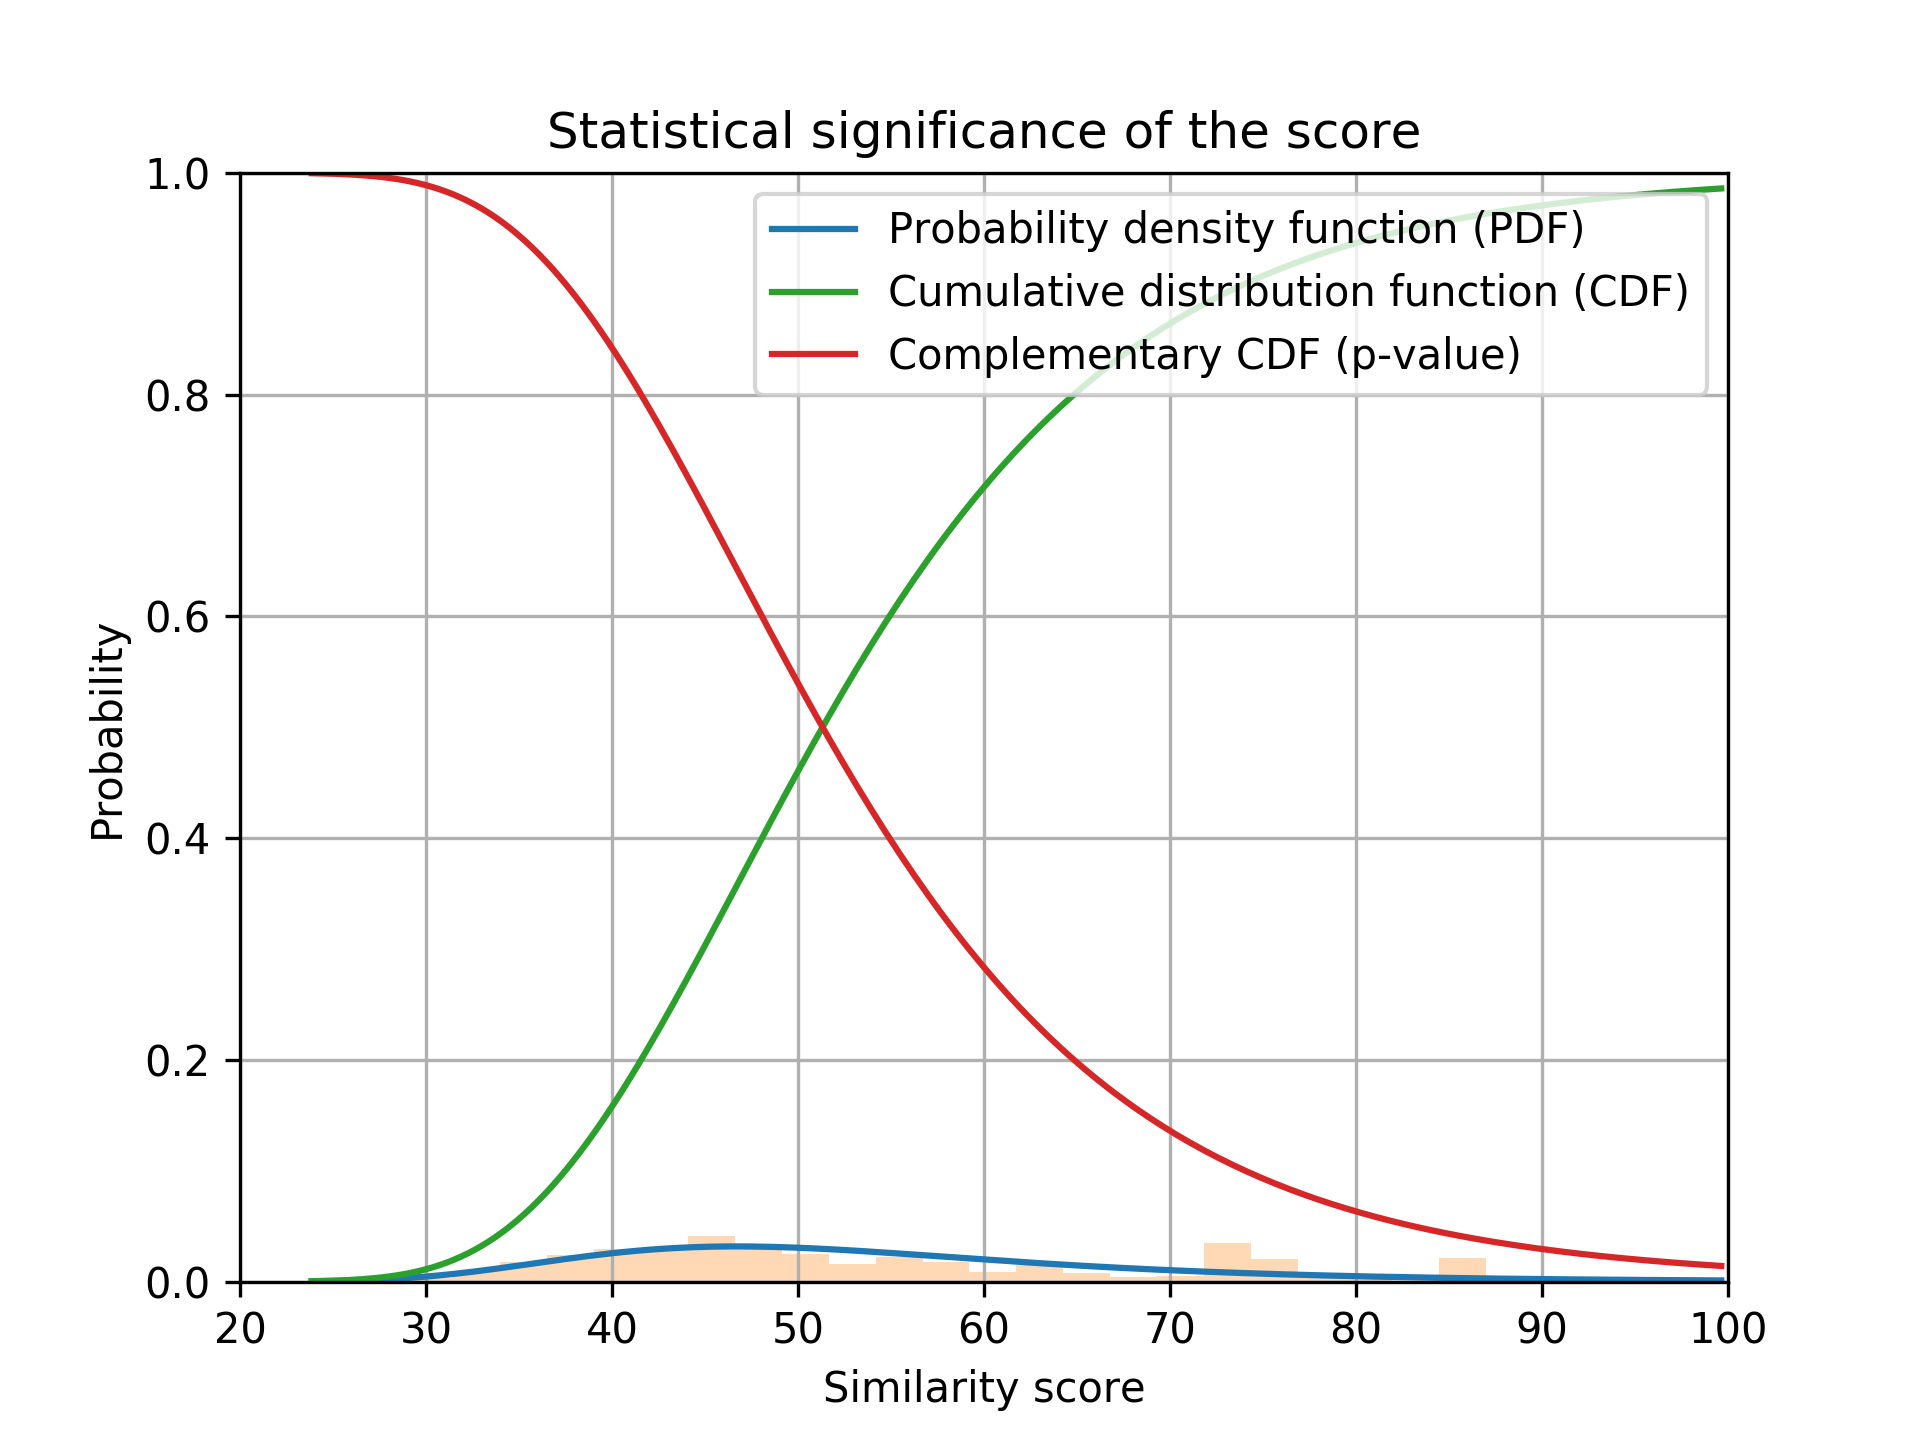 Statistical significance of the score
Probability density function (PDF)
Cumulative distribution function (CDF)
Complementary CDF (p-value)
1.0
0.8
0.6
0.4
0.2
0.0
Probability
20 30 40 50 60 70 80 90 100
Similarity score